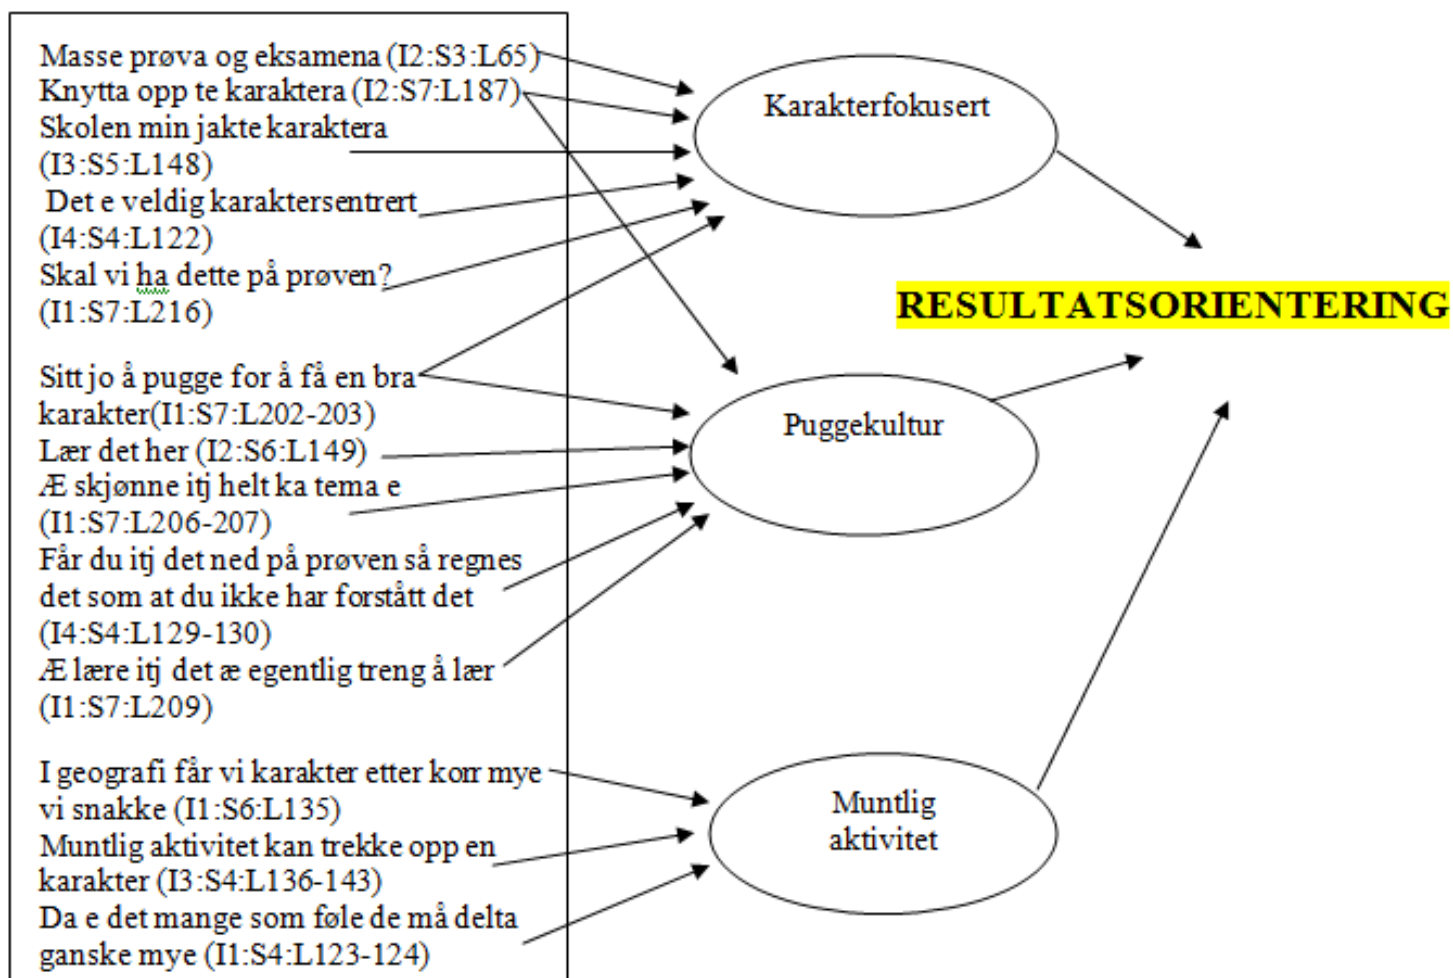 Masse prøva og eksamena (I2:S3:L65)
Knytta opp te karaktera (I2:S7:L187)
Skolen min jakte karaktera
(I3:S5:L148)
Det e veldig karaktersentrert
(I4:S4:L122)
Skal vi ha dette på prøven?
(I1:S7:L216)
Sitt jo å pugge for å få en bra
karakter(I1:S7:L202-203)
Lær det her (I2:S6:L149)
Æ skjønne itj helt ka tema e
(I1:S7:L206-207)
Får du itj det ned på prøven så regnes
det som at du ikke har forstått det
(I4:S4:L129-130)
Æ lære itj det æ egentlig treng å lær
(I1:S7:L209)
I geografi får vi karakter etter korr mye
vi snakke (I1:S6:L135)
Muntlig aktivitet kan trekke opp en
karakter (I3:S4:L136-143)
Da e det mange som føle de må delta
ganske mye (I1:S4:L123-124)
Karakterfokusert
Puggekultur
Muntlig
aktivitet
RESULTATSORIENTERING